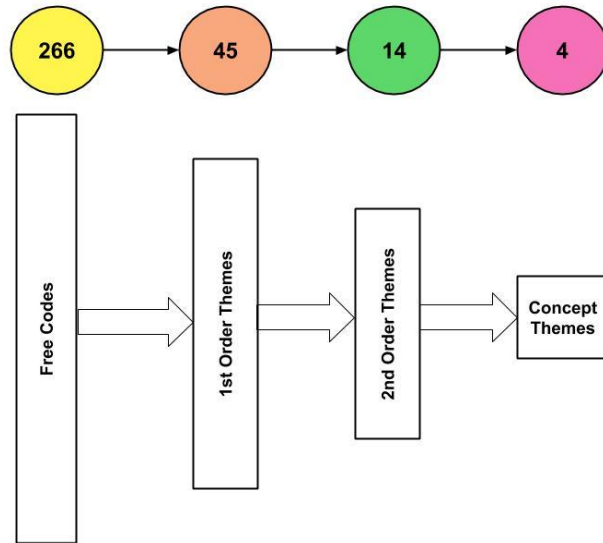 266
45
14
4
Free Codes
1st Order Themes
2nd Order Themes
Concept
Themes